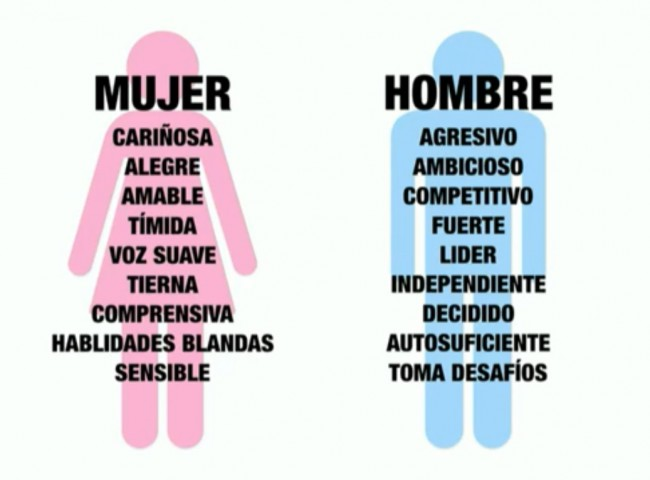 MUJER
CARIÑOSA
ALEGRE
AMABLE
TÍMIDA
VOZ SUAVE
TIERNA
COMPRENSIVA
HABLIDADES BLANDAS
SENSIBLE
HOMBRE
AGRESIVO
AMBICIOSO
COMPETITIVO
FUERTE
LIDER
INDEPENDIENTE
DECIDIDO
AUTOSUFICIENTE
TOMA DESAFÍOS